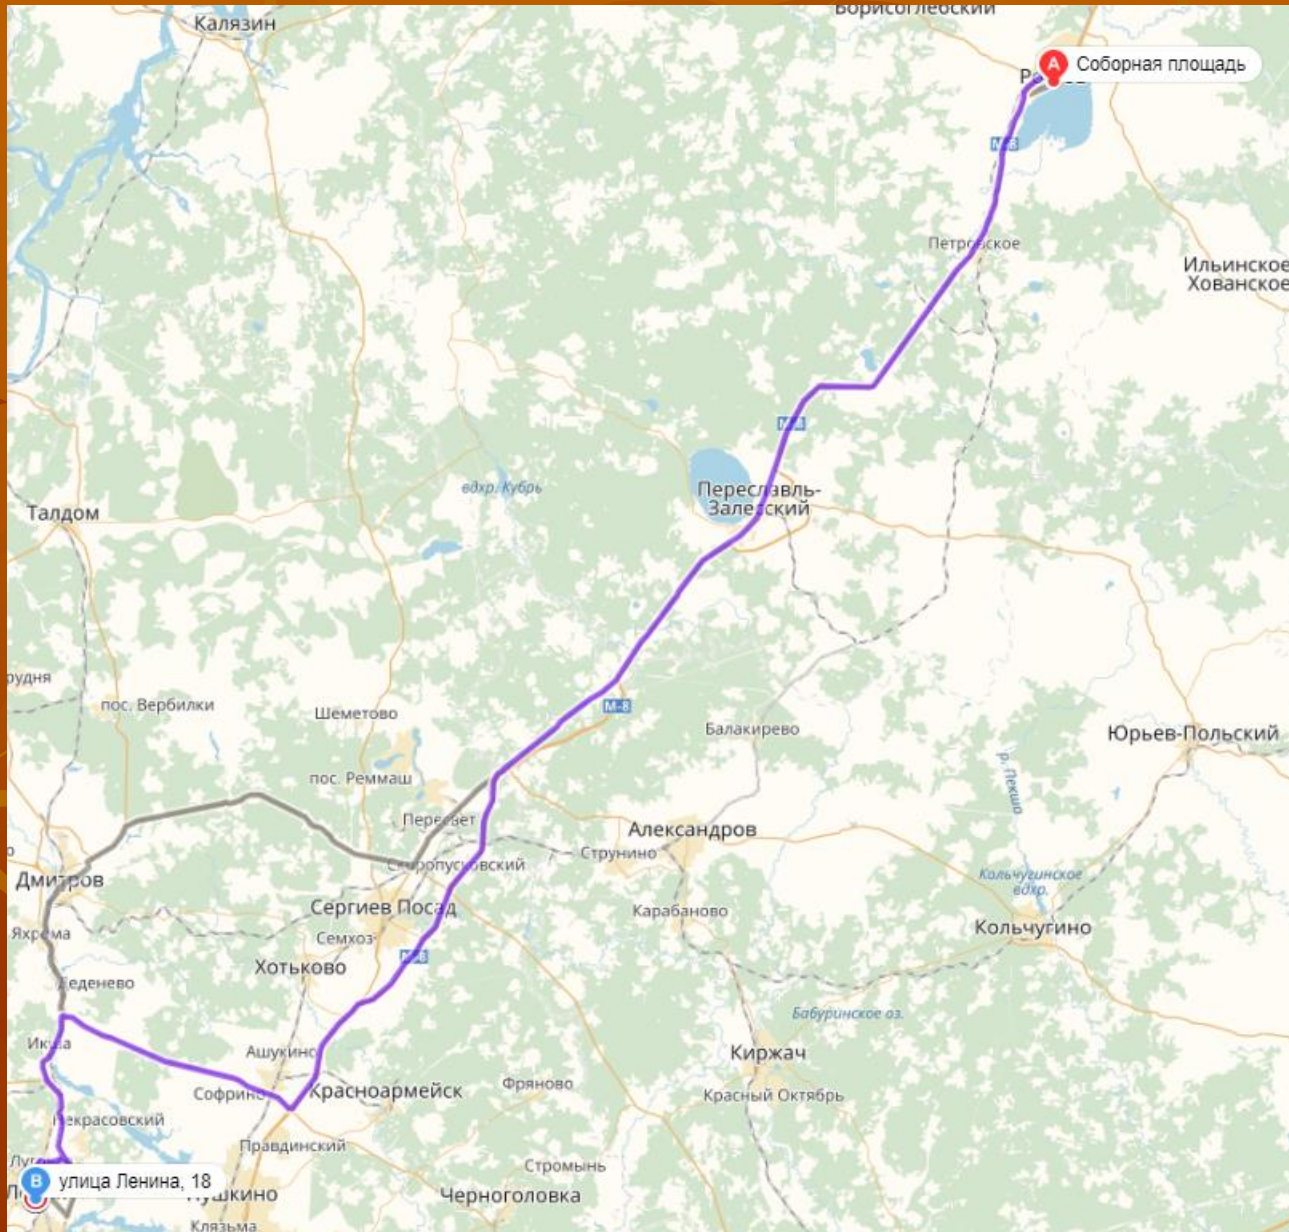 Борисоглебский
Калязин
A
Соборная площадь
М-8
Петровское
Ильинское
Хованское
М-8
Переславль-
Залесский
вдхр. Кубрь
Талдом
пос. Вербилки
Шеметово
М-8
Балакирево
Юрьев-Польский
р. Пекша
пос. Реммаш
Пересвет
Александров
Струнино
Скоропусковский
Дмитров
Кольчугинское
вдхр.
Сергиев Посад
Карабаново
Кольчугино
Яхрома
Семхоз
М-8
Хотьково
Деденево
Бабуринское оз.
Икша
Ашукино
Киржач
Софрино
Красноармейск
Фряново
Красный Октябрь
Некрасовский
Правдинский
Стромынь
B
улица Ленина, 18
Пушкино
Черноголовка
Клязьма